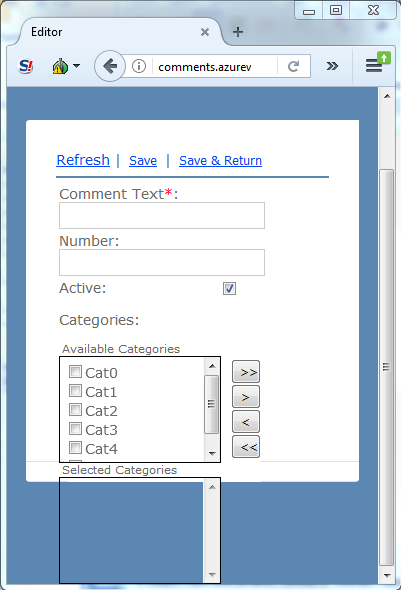 Editor
S!
comments.azurev
Refresh | Save | Save & Return
Comment Text*:
Number:
Active:
Categories:
Available Categories
Cat0
>>
Cat1
>
Cat2
<
Cat3
<<
Cat4
Selected Categories